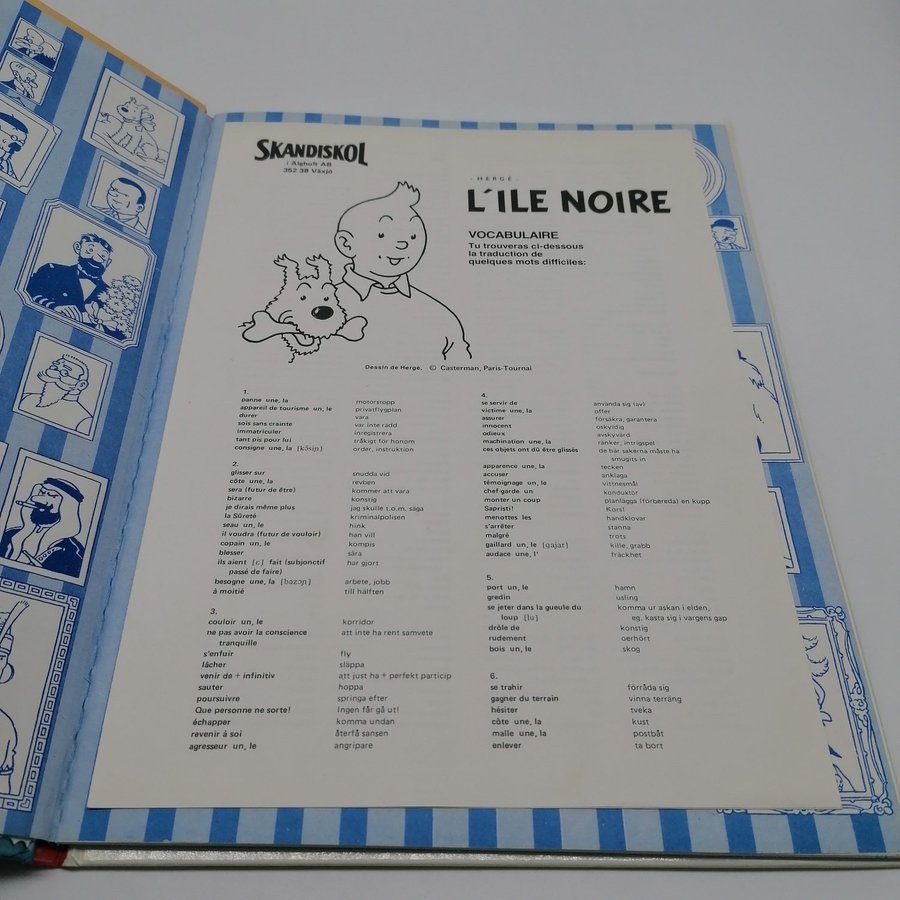 SKANDISKOL
i Älghult AB
352 38 Växjö
- HERGÉ -
L'ILE NOIRE
VOCABULAIRE
Tu trouveras ci-dessous
la traduction de
quelques mots difficiles:
Dessin de Hergé. © Casterman, Paris-Tournai
1.
panne une, la motorstopp
appareil de tourisme un, le privatflygplan
durer vara
sois sans crainte var inte rädd
immatriculer inregistrera
tant pis pour lui tråkigt för honom
consigne une, la [kɔ̃siɲ] order, instruktion
2.
glisser sur snudda vid
côte une, la revben
sera (futur de être) kommer att vara
bizarre konstig
je dirais même plus jag skulle t.o.m. säga
la Sûreté kriminalpolisen
seau un, le hink
il voudra (futur de vouloir) han vill
copain un, le kompis
blesser såra
ils aient [ɛ] fait (subjonctif har gjort
passé de faire)
besogne une, la [bəzɔɲ] arbete, jobb
à moitié till hälften
3.
couloir un, le korridor
ne pas avoir la conscience att inte ha rent samvete
tranquille
s'enfuir fly
lâcher släppa
venir de + infinitiv att just ha + perfekt particip
sauter hoppa
poursuivre springa efter
Que personne ne sorte! Ingen får gå ut!
échapper komma undan
revenir à soi återfå sansen
agresseur un, le angripare
4.
se servir de använda sig (av)
victime une, la offer
assurer försäkra, garantera
innocent oskyldig
odieux avskyvärd
machination une, la ränker, intrigspel
ces objets ont dû être glissés de här sakerna måste ha
smugits in
apparence une, la tecken
accuser anklaga
témoignage un, le vittnesmål
chef-garde un konduktör
monter un coup planlägga (förbereda) en kupp
Sapristi! Kors!
menottes les handklovar
s'arrêter stanna
malgré trots
gaillard un, le [gajar] kille, grabb
audace une, l' fräckhet
5.
port un, le hamn
gredin usling
se jeter dans la gueule du komma ur askan i elden,
loup [lu] eg. kasta sig i vargens gap
drôle de konstig
rudement oerhört
bois un, le skog
6.
se trahir förråda sig
gagner du terrain vinna terräng
hésiter tveka
côte une, la kust
malle une, la postbåt
enlever ta bort